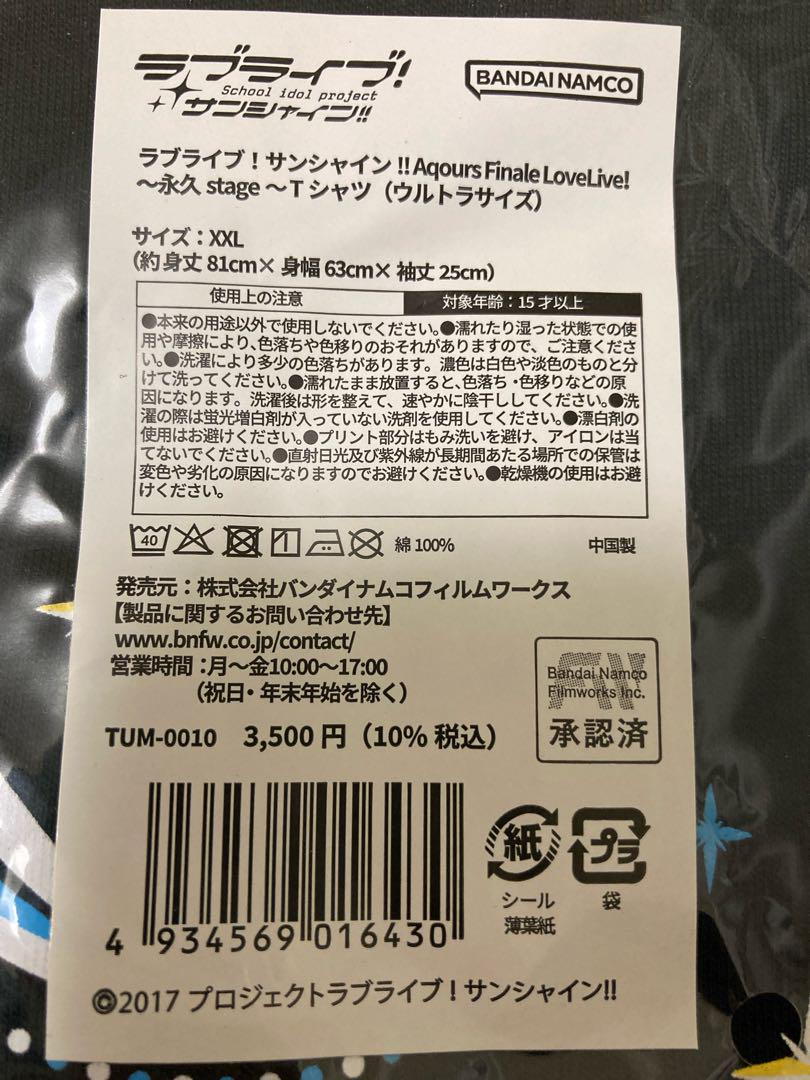 ラブライブ！
School idol project
サンシャイン!!
BANDAI NAMCO
ラブライブ！サンシャイン!! Aqours Finale LoveLive!
～永久 stage ～Tシャツ（ウルトラサイズ）
サイズ：XXL
（約 身丈 81cm× 身幅 63cm× 袖丈 25cm）
使用上の注意
対象年齢：15才以上
●本来の用途以外で使用しないでください。●濡れたり湿った状態での使
用や摩擦により、色落ちや色移りのおそれがありますので、ご注意くださ
い。●洗濯により多少の色落ちがあります。濃色は白色や淡色のものと分
けて洗ってください。●濡れたまま放置すると、色落ち・色移りなどの原
因になります。洗濯後は形を整えて、速やかに陰干ししてください。●洗
濯の際は蛍光増白剤が入っていない洗剤を使用してください。●漂白剤の
使用はお避けください。●プリント部分はもみ洗いを避け、アイロンは当
てないでください。●直射日光及び紫外線が長期間あたる場所での保管は
変色や劣化の原因になりますのでお避けください。●乾燥機の使用はお避
けください。
40
綿 100%
中国製
発売元：株式会社バンダイナムコフィルムワークス
【製品に関するお問い合わせ先】
www.bnfw.co.jp/contact/
営業時間：月～金10:00～17:00
（祝日・年末年始を除く）
Bandai Namco
Filmworks Inc.
承認済
TUM-0010 3,500 円（10% 税込）
4 934569 016430
紙
シール
薄葉紙
プラ
袋
©2017 プロジェクトラブライブ！サンシャイン!!